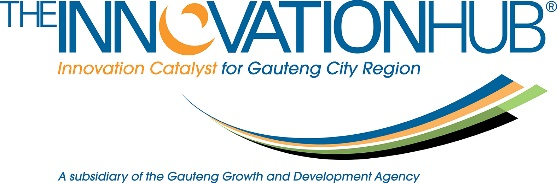 THEINNOVATIONHUB®
Innovation Catalyst for Gauteng City Region
A subsidiary of the Gauteng Growth and Development Agency